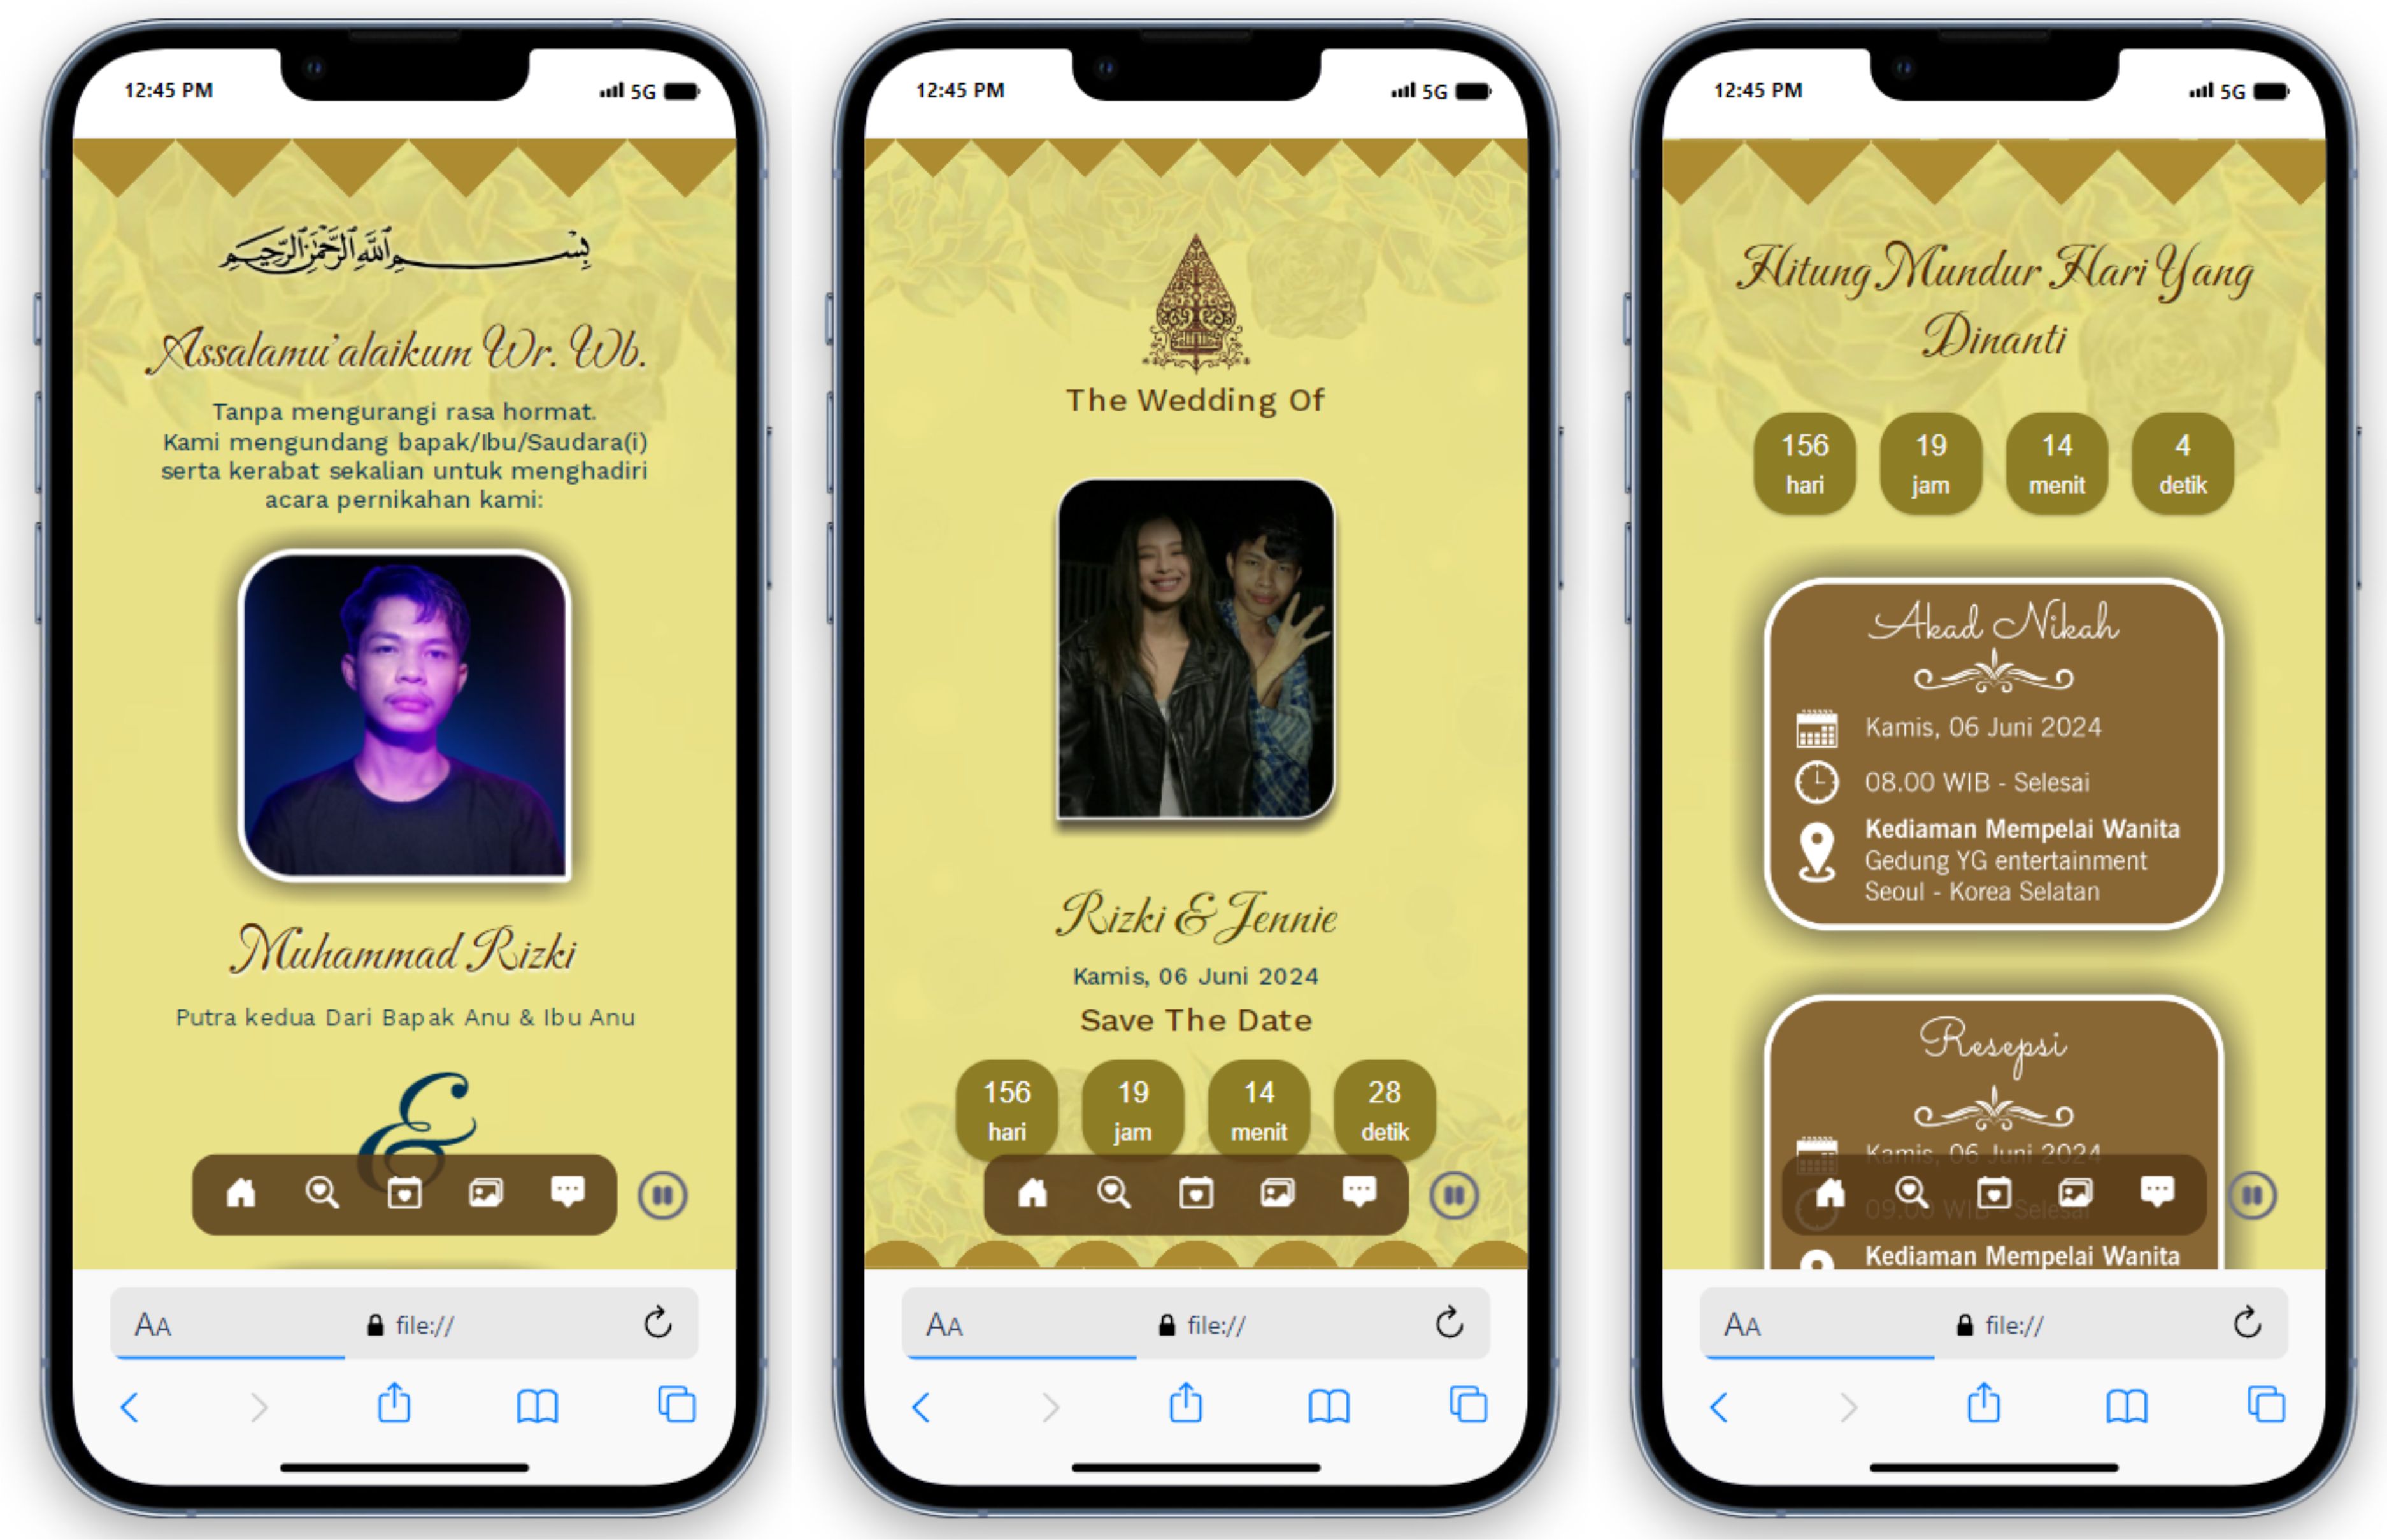 12:45 PM
5G
بِسْمِ اللَّهِ الرَّحْمَٰنِ الرَّحِيمِ
Assalamu'alaikum Wr. Wb.
Tanpa mengurangi rasa hormat.
Kami mengundang bapak/Ibu/Saudara(i)
serta kerabat sekalian untuk menghadiri
acara pernikahan kami:
Muhammad Rizki
Putra kedua Dari Bapak Anu & Ibu Anu
&
AA
file://
12:45 PM
5G
The Wedding Of
Rizki & Jennie
Kamis, 06 Juni 2024
Save The Date
156 19 14 28
hari jam menit detik
AA
file://
12:45 PM
5G
Hitung Mundur Hari Yang
Dinanti
156 19 14 4
hari jam menit detik
Akad Nikah
Kamis, 06 Juni 2024
08.00 WIB - Selesai
Kediaman Mempelai Wanita
Gedung YG entertainment
Seoul - Korea Selatan
Resepsi
Kamis, 06 Juni 2024
09.00 WIB - Selesai
Kediaman Mempelai Wanita
AA
file://